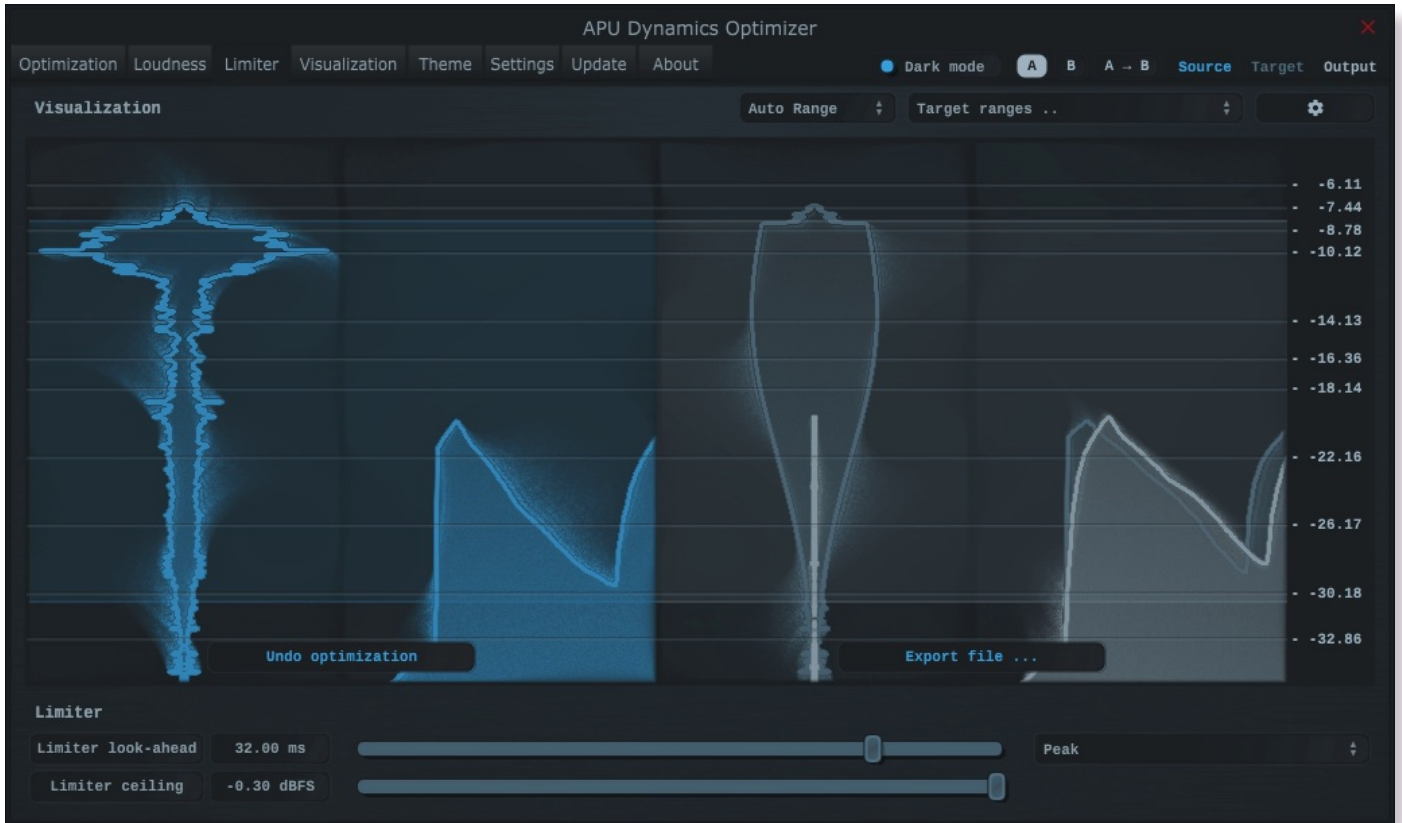 APU Dynamics Optimizer
Optimization Loudness Limiter Visualization Theme Settings Update About Dark mode A B A → B Source Target Output
Visualization Auto Range Target ranges ..
- -6.11
- -7.44
- -8.78
- -10.12
- -14.13
- -16.36
- -18.14
- -22.16
- -26.17
- -30.18
- -32.86
Undo optimization Export file ...
Limiter
Limiter look-ahead 32.00 ms Peak
Limiter ceiling -0.30 dBFS